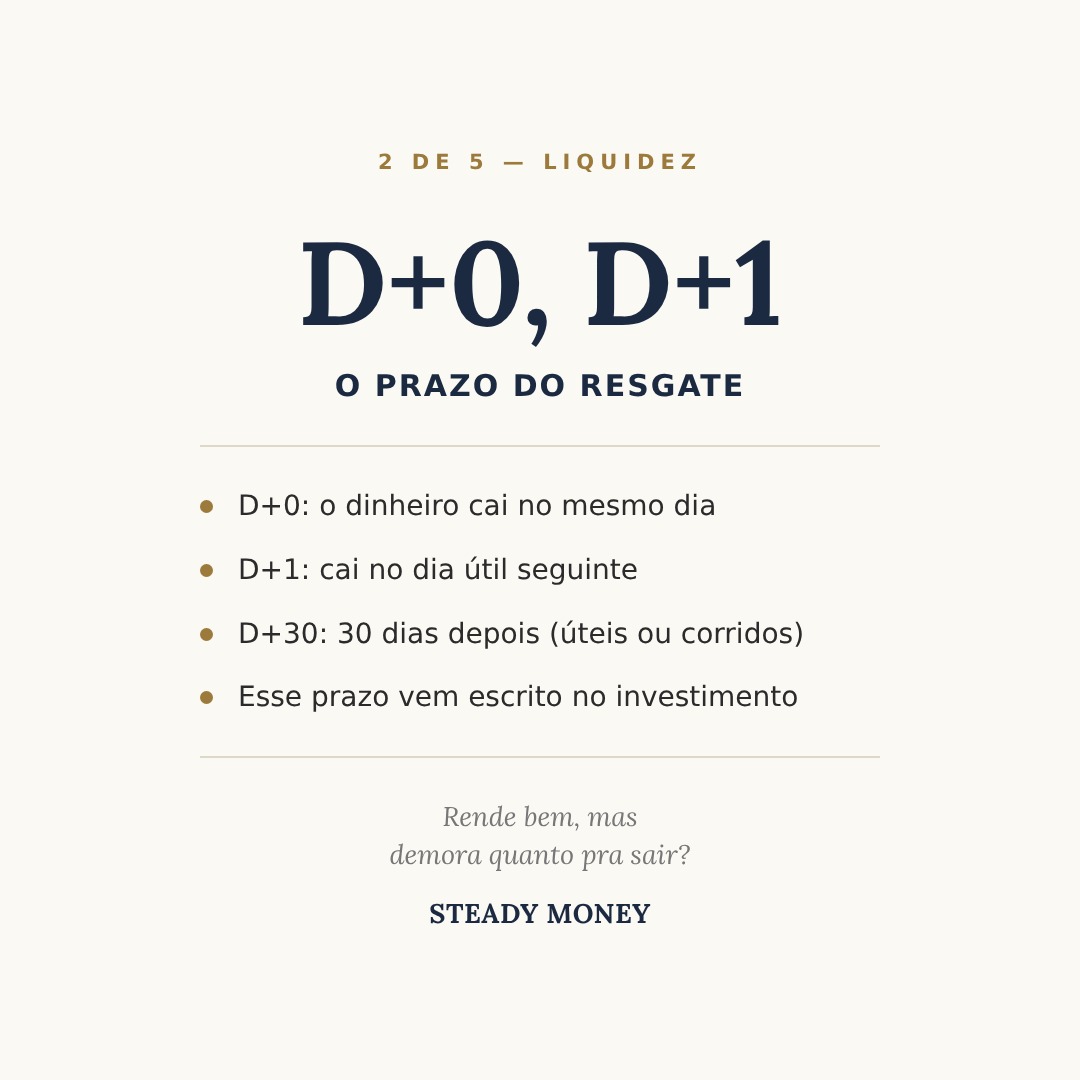 2 DE 5 — LIQUIDEZ
D+0, D+1
O PRAZO DO RESGATE
D+0: o dinheiro cai no mesmo dia
D+1: cai no dia útil seguinte
D+30: 30 dias depois (úteis ou corridos)
Esse prazo vem escrito no investimento
Rende bem, mas
demora quanto pra sair?
STEADY MONEY